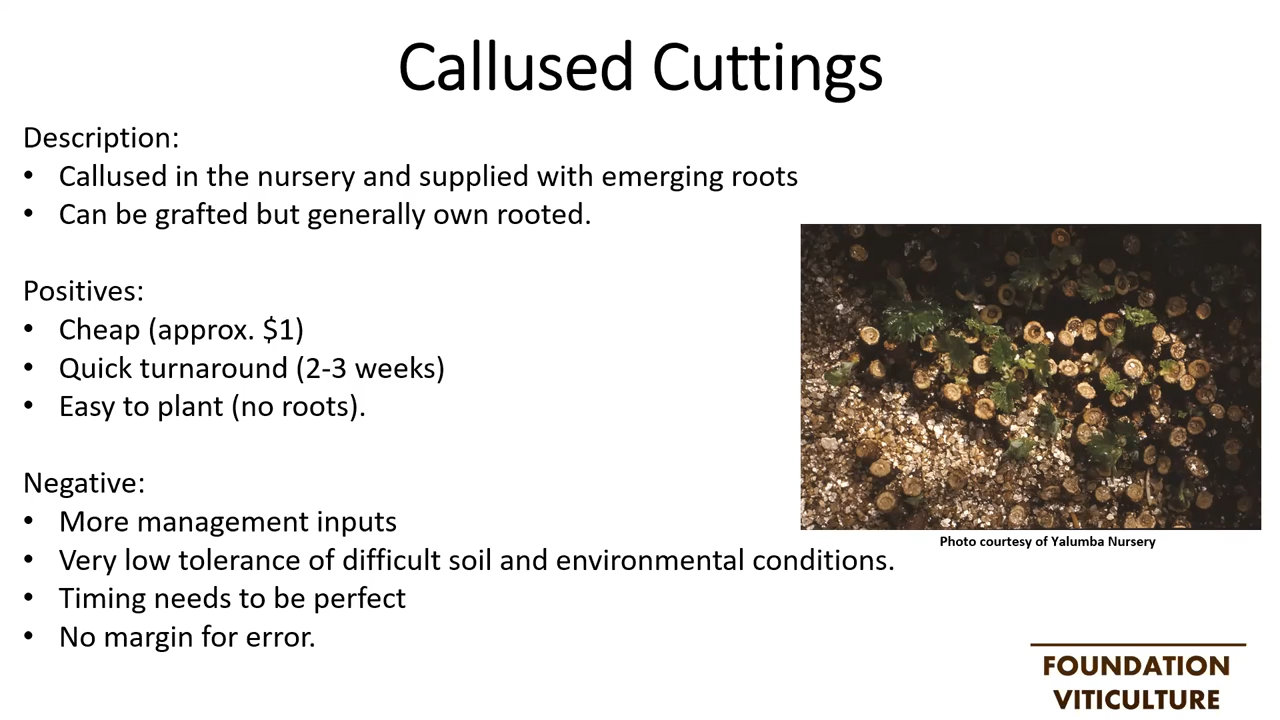 Callused Cuttings
Description:
• Callused in the nursery and supplied with emerging roots
• Can be grafted but generally own rooted.
Positives:
• Cheap (approx. $1)
• Quick turnaround (2-3 weeks)
• Easy to plant (no roots).
Negative:
• More management inputs
• Very low tolerance of difficult soil and environmental conditions.
• Timing needs to be perfect
• No margin for error.
Photo courtesy of Yalumba Nursery
FOUNDATION
VITICULTURE